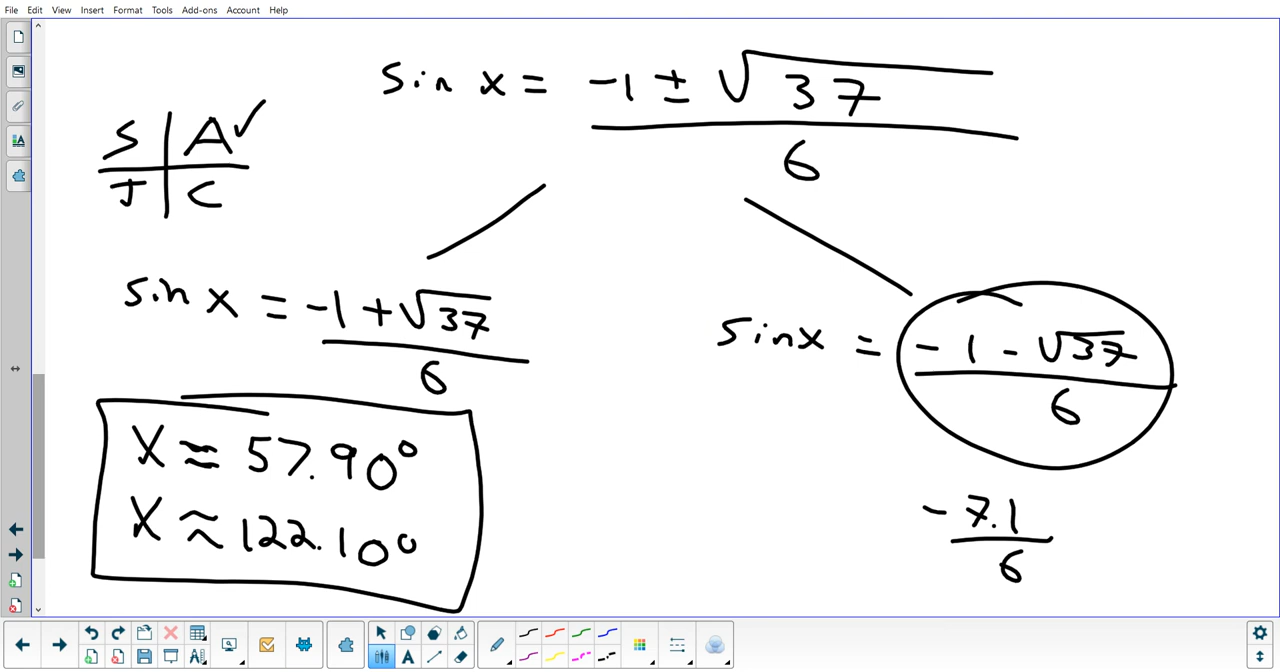 File Edit View Insert Format Tools Add-ons Account Help
sin x = -1 ± √37
6
S A✓
T C
sin x = -1 + √37
6
sin x = -1 - √37
6
x ≈ 57.90°
x ≈ 122.10°
-7.1
6